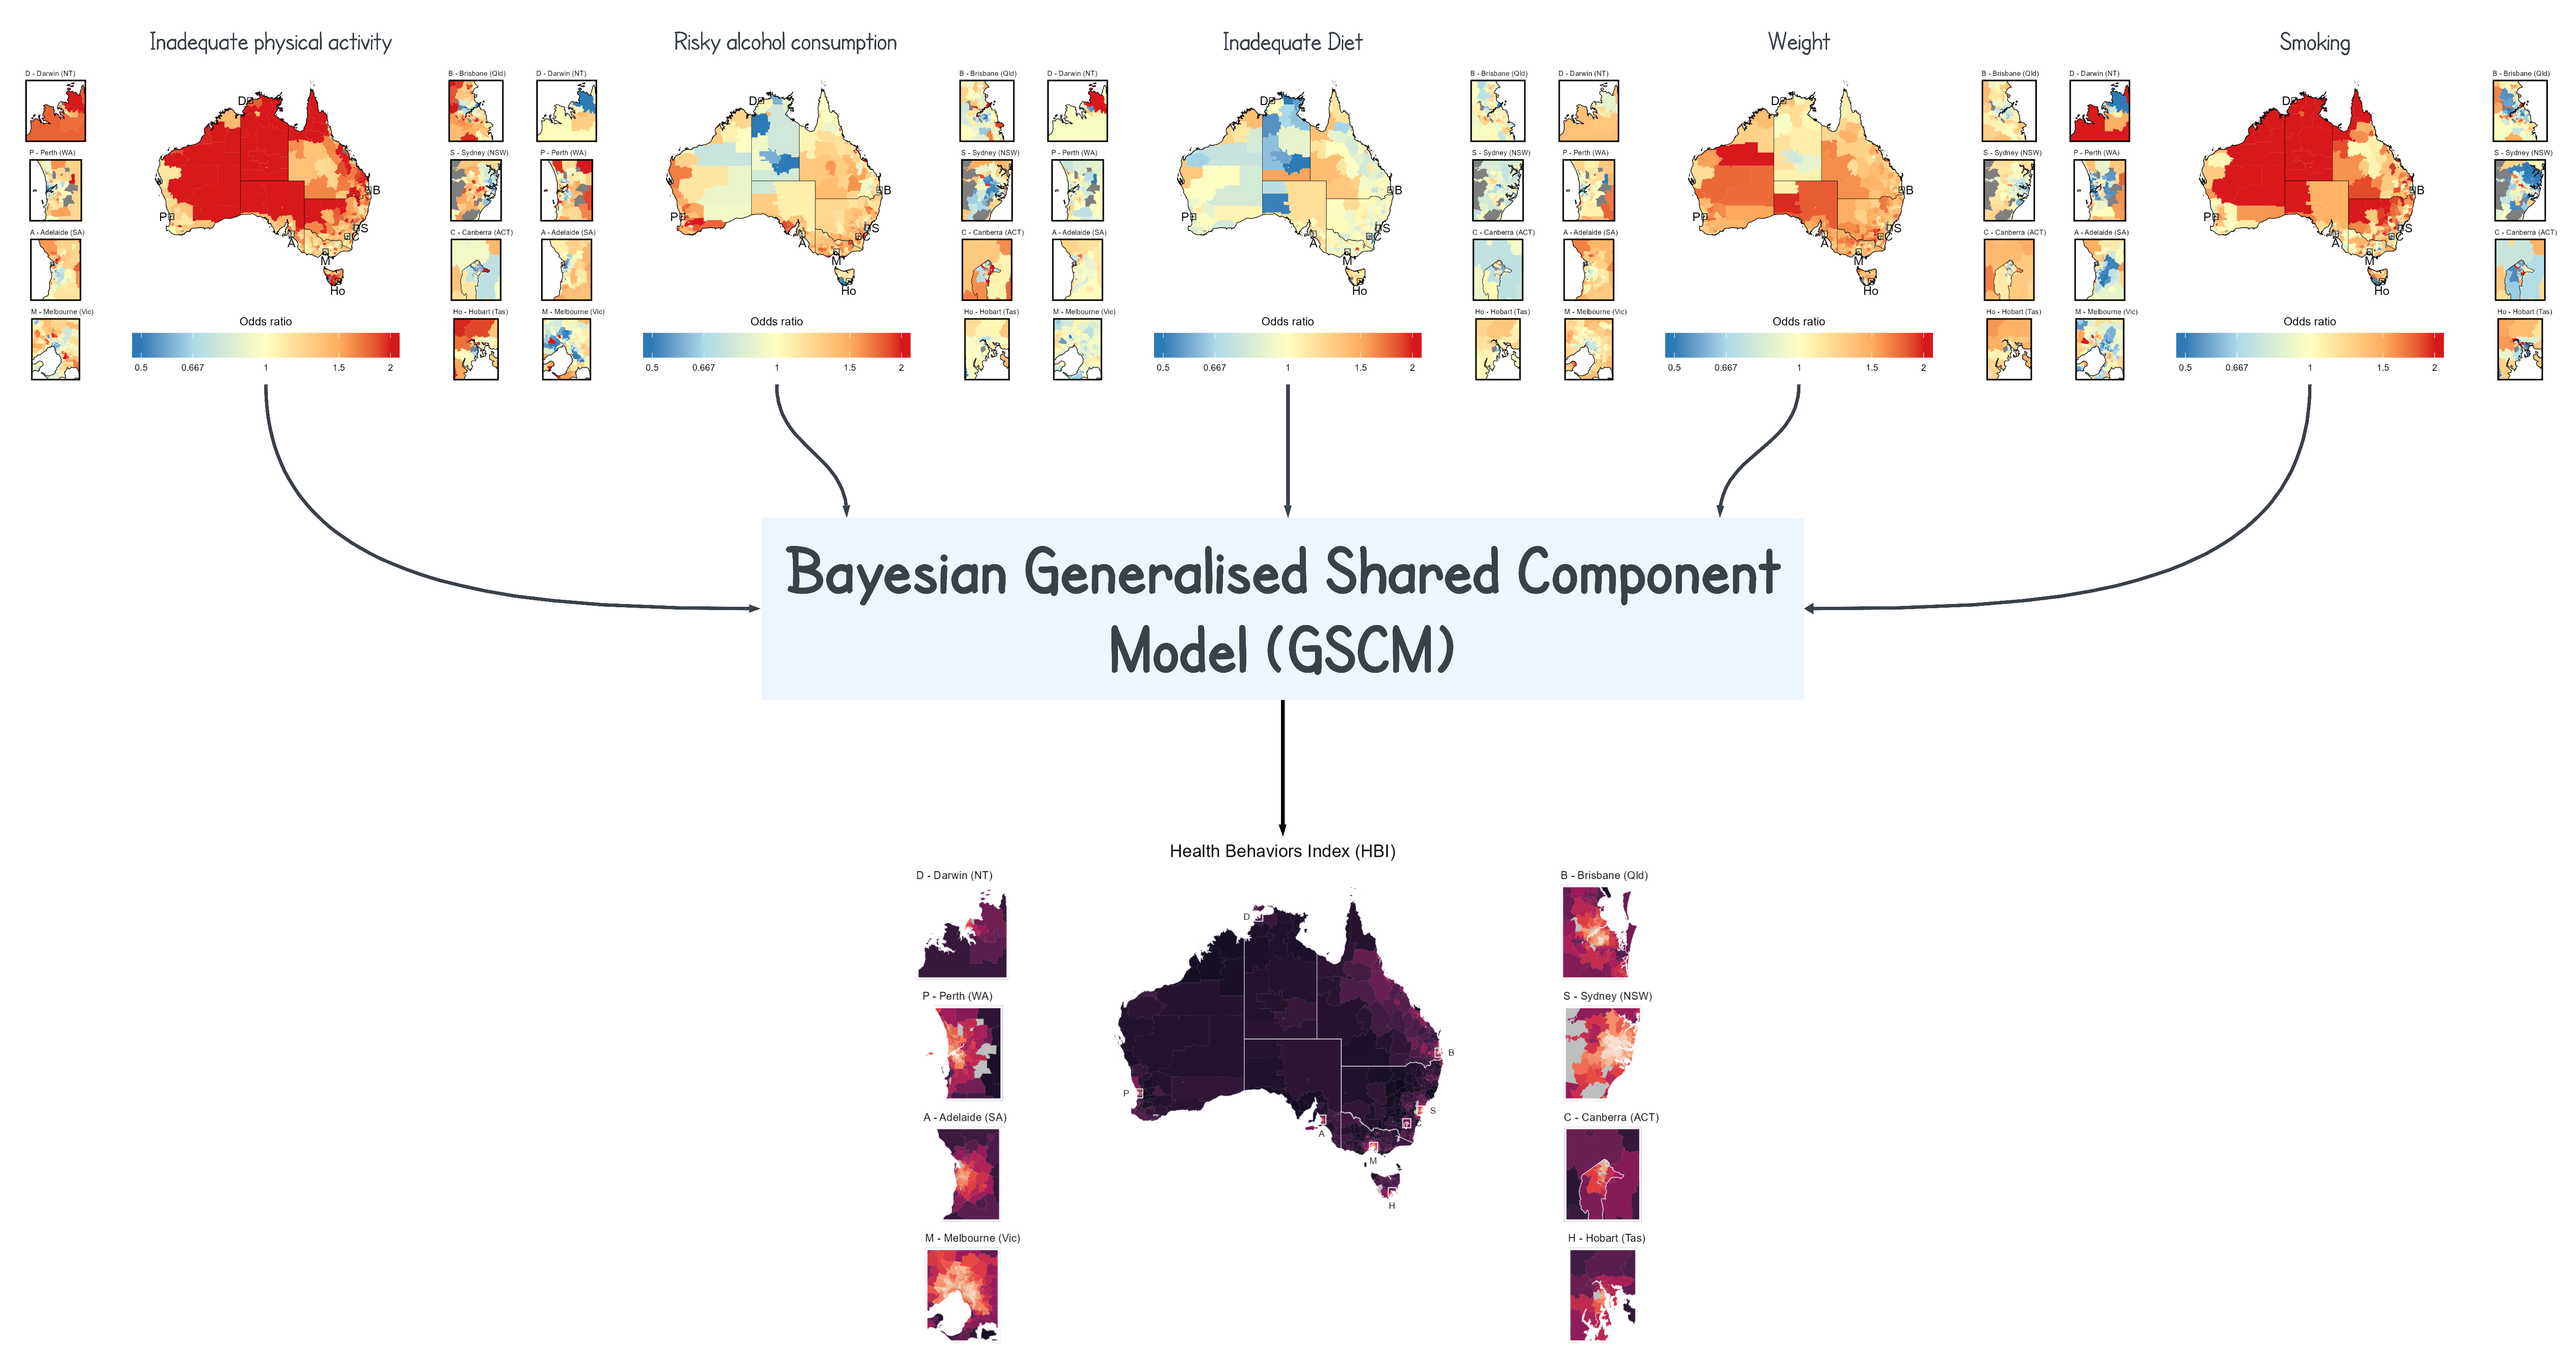 Inadequate physical activity
D - Darwin (NT)
P - Perth (WA)
A - Adelaide (SA)
M - Melbourne (Vic)
D
P
B
S
C
A
M
Ho
B - Brisbane (Qld)
S - Sydney (NSW)
C - Canberra (ACT)
Ho - Hobart (Tas)
Odds ratio
0.5 0.667 1 1.5 2
Risky alcohol consumption
D - Darwin (NT)
P - Perth (WA)
A - Adelaide (SA)
M - Melbourne (Vic)
D
P
B
S
C
A
M
Ho
B - Brisbane (Qld)
S - Sydney (NSW)
C - Canberra (ACT)
Ho - Hobart (Tas)
Odds ratio
0.5 0.667 1 1.5 2
Inadequate Diet
D - Darwin (NT)
P - Perth (WA)
A - Adelaide (SA)
M - Melbourne (Vic)
D
P
B
S
C
A
M
Ho
B - Brisbane (Qld)
S - Sydney (NSW)
C - Canberra (ACT)
Ho - Hobart (Tas)
Odds ratio
0.5 0.667 1 1.5 2
Weight
D - Darwin (NT)
P - Perth (WA)
A - Adelaide (SA)
M - Melbourne (Vic)
D
P
B
S
C
A
M
Ho
B - Brisbane (Qld)
S - Sydney (NSW)
C - Canberra (ACT)
Ho - Hobart (Tas)
Odds ratio
0.5 0.667 1 1.5 2
Smoking
D - Darwin (NT)
P - Perth (WA)
A - Adelaide (SA)
M - Melbourne (Vic)
D
P
B
S
C
A
M
Ho
B - Brisbane (Qld)
S - Sydney (NSW)
C - Canberra (ACT)
Ho - Hobart (Tas)
Odds ratio
0.5 0.667 1 1.5 2
Bayesian Generalised Shared Component
Model (GSCM)
Health Behaviors Index (HBI)
D - Darwin (NT)
P - Perth (WA)
A - Adelaide (SA)
M - Melbourne (Vic)
D
B
P
S
C
A
M
H
B - Brisbane (Qld)
S - Sydney (NSW)
C - Canberra (ACT)
H - Hobart (Tas)